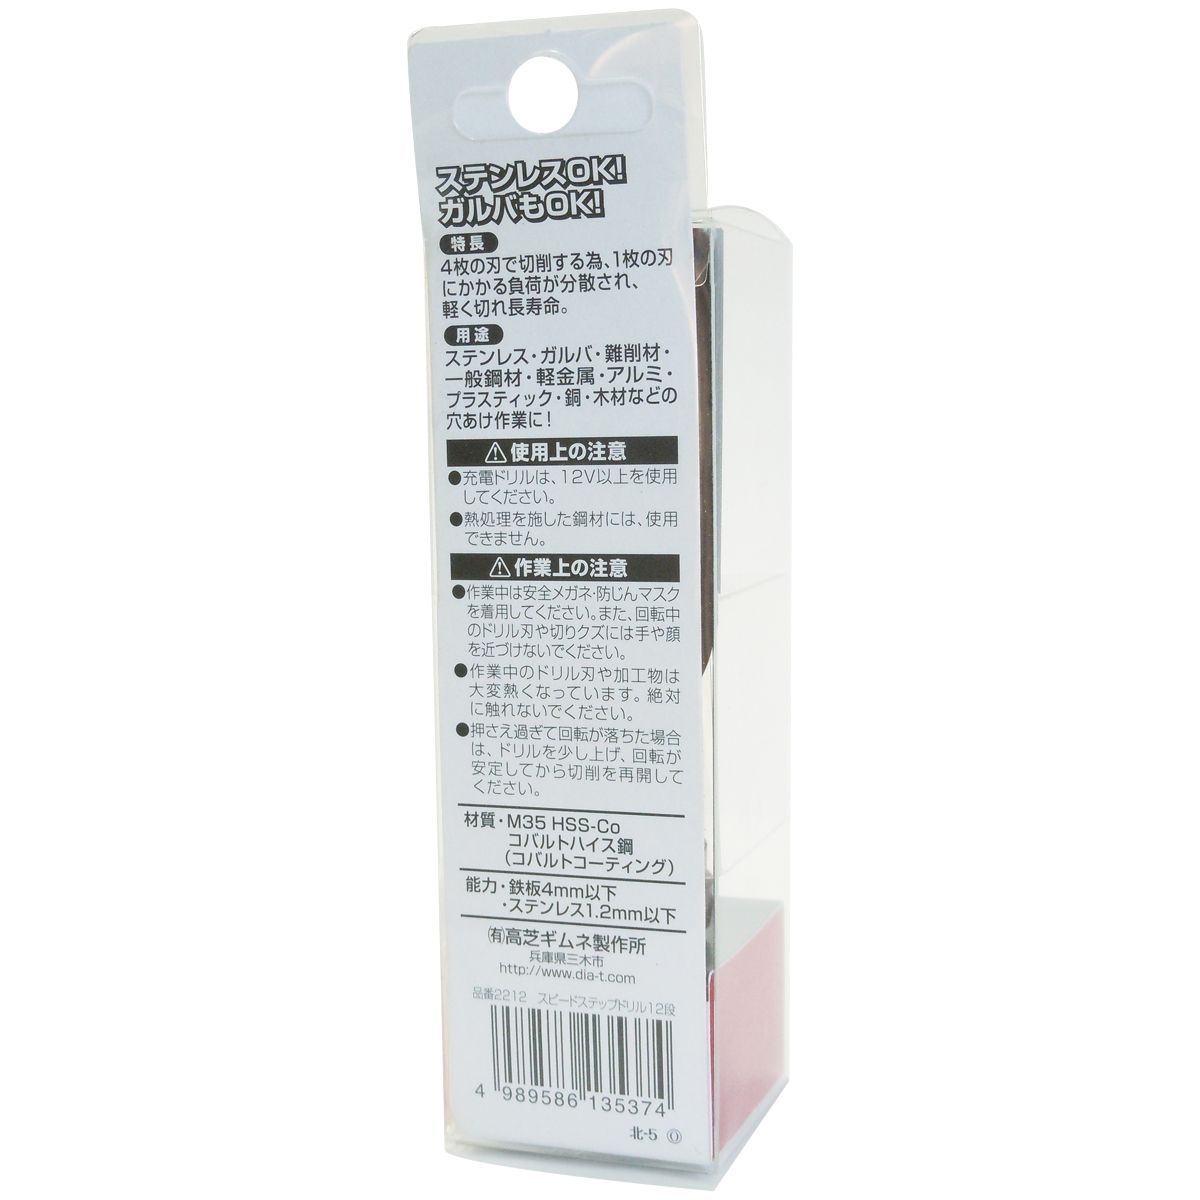 ステンレスOK!
ガルバもOK!
特長
4枚の刃で切削する為、1枚の刃
にかかる負荷が分散され、
軽く切れ長寿命。
用途
ステンレス・ガルバ・難削材・
一般鋼材・軽金属・アルミ・
プラスティック・銅・木材などの
穴あけ作業に!
⚠使用上の注意
●充電ドリルは、12V以上を使用
してください。
●熱処理を施した鋼材には、使用
できません。
⚠作業上の注意
●作業中は安全メガネ・防じんマスク
を着用してください。また、回転中
のドリル刃や切りクズには手や顔
を近づけないでください。
●作業中のドリル刃や加工物は
大変熱くなっています。絶対
に触れないでください。
●押さえ過ぎて回転が落ちた場合
は、ドリルを少し上げ、回転が
安定してから切削を再開して
ください。
材質・M35 HSS-Co
コバルトハイス鋼
(コバルトコーティング)
能力・鉄板4mm以下
・ステンレス1.2mm以下
㈲高芝ギムネ製作所
兵庫県三木市
http://www.dia-t.com
品番2212 スピードステップドリル12段
4 989586 135374
北-5 ◎